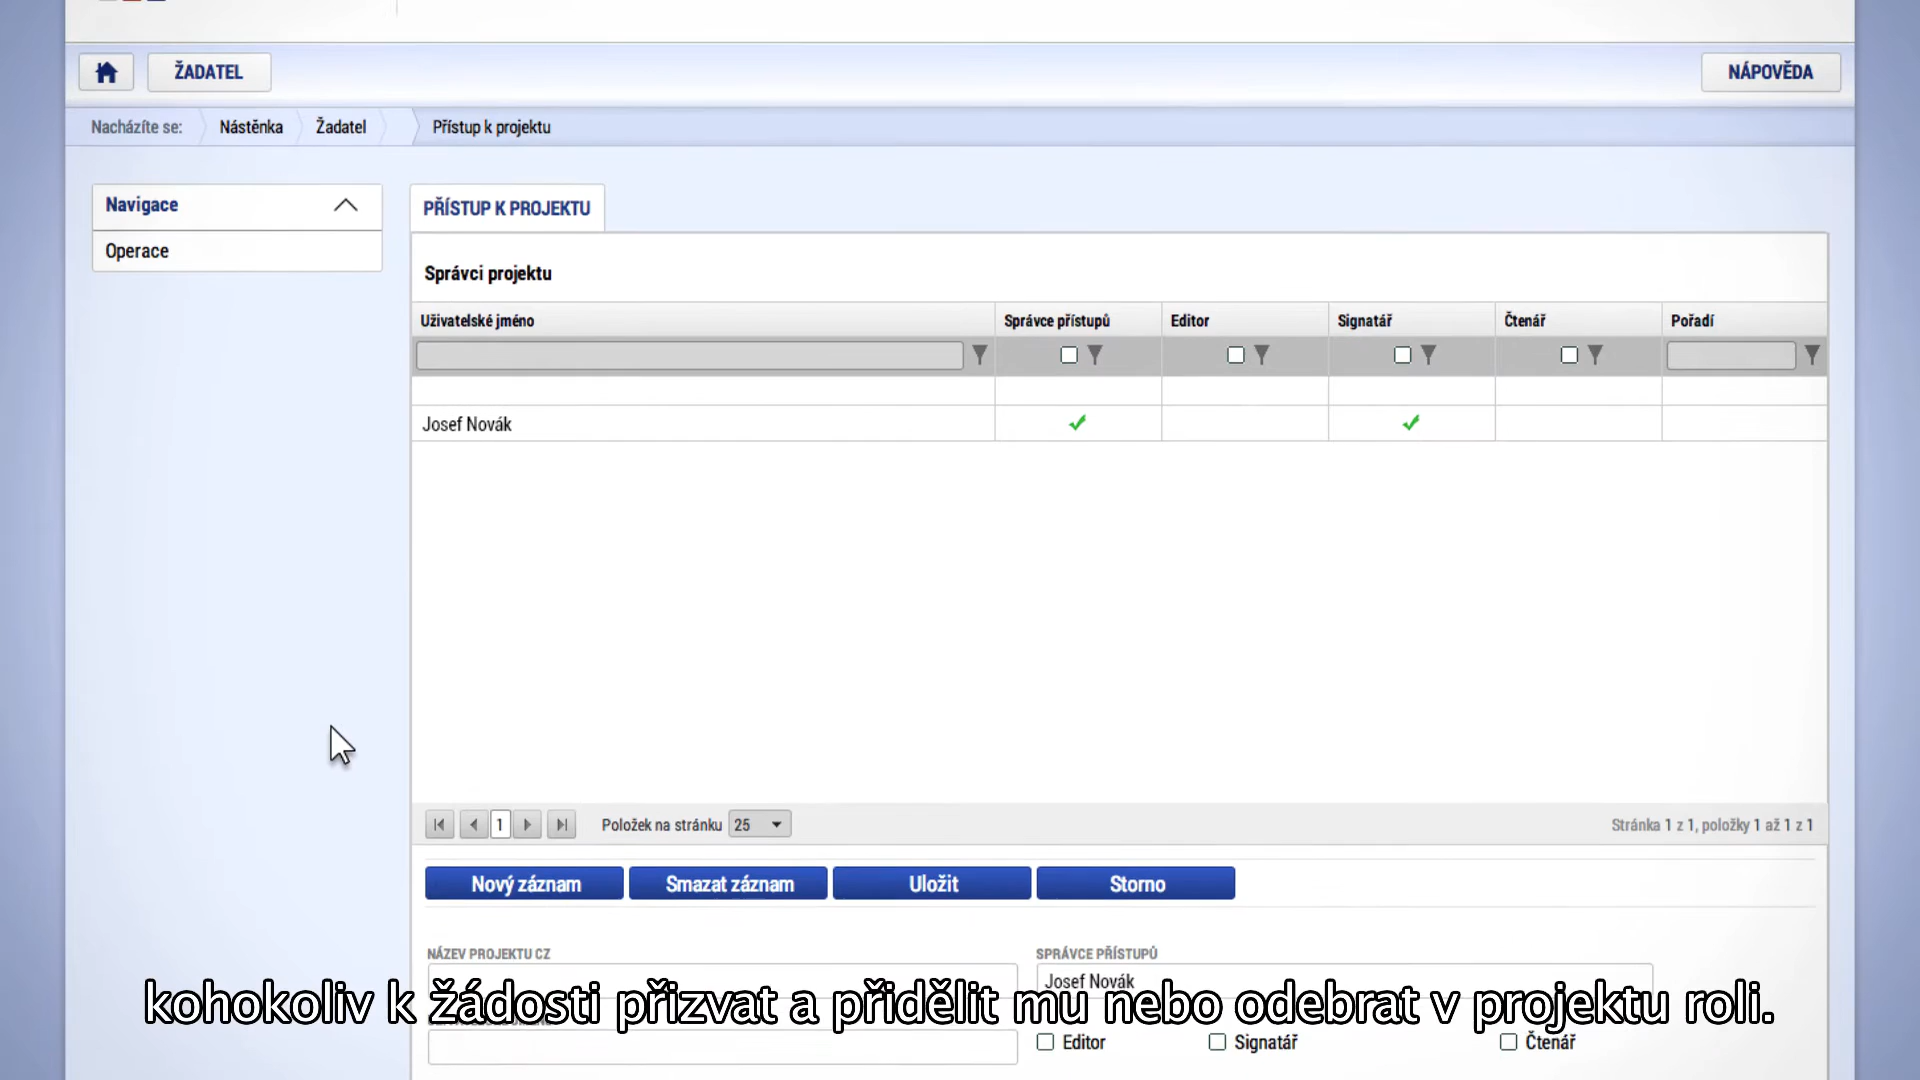 ŽADATEL
NÁPOVĚDA
Nacházíte se: Nástěnka Žadatel Přístup k projektu
Navigace
Operace
PŘÍSTUP K PROJEKTU
Správci projektu
Uživatelské jméno Správce přístupů Editor Signatář Čtenář Pořadí
Josef Novák
1 Položek na stránku 25 Stránka 1 z 1, položky 1 až 1 z 1
Nový záznam Smazat záznam Uložit Storno
NÁZEV PROJEKTU CZ SPRÁVCE PŘÍSTUPŮ
Josef Novák
kohokoliv k žádosti přizvat a přidělit mu nebo odebrat v projektu roli.
Editor Signatář Čtenář